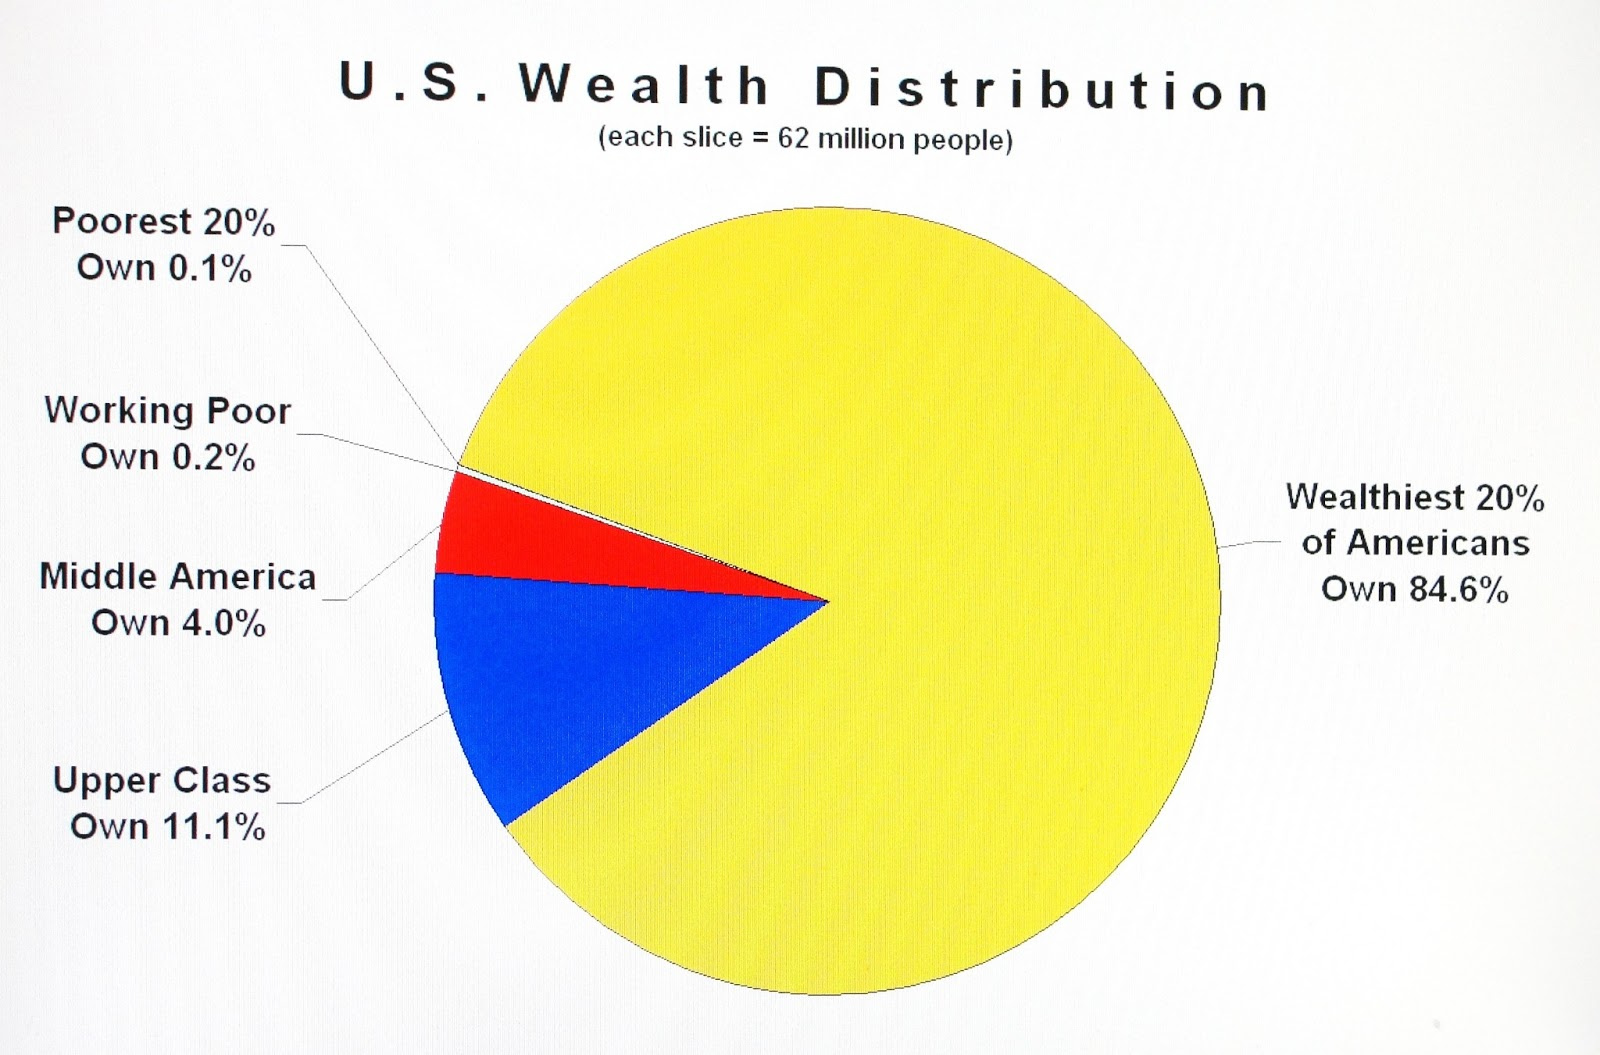 U.S. Wealth Distribution
(each slice = 62 million people)
Poorest 20%
Own 0.1%
Working Poor
Own 0.2%
Middle America
Own 4.0%
Upper Class
Own 11.1%
Wealthiest 20%
of Americans
Own 84.6%